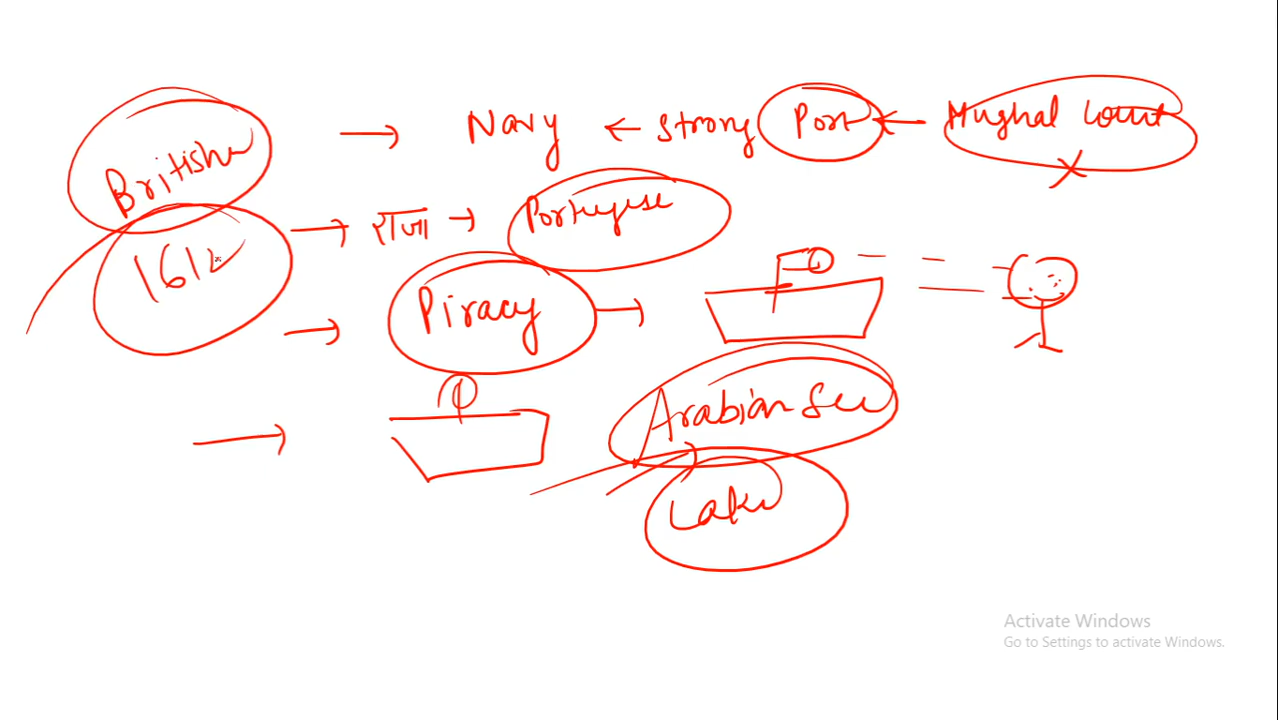 British → Navy ← strong Port ← Mughal Court
1612 → राजा → Portugese
→ Piracy →
→ Arabian Sea
Lake
Activate Windows
Go to Settings to activate Windows.